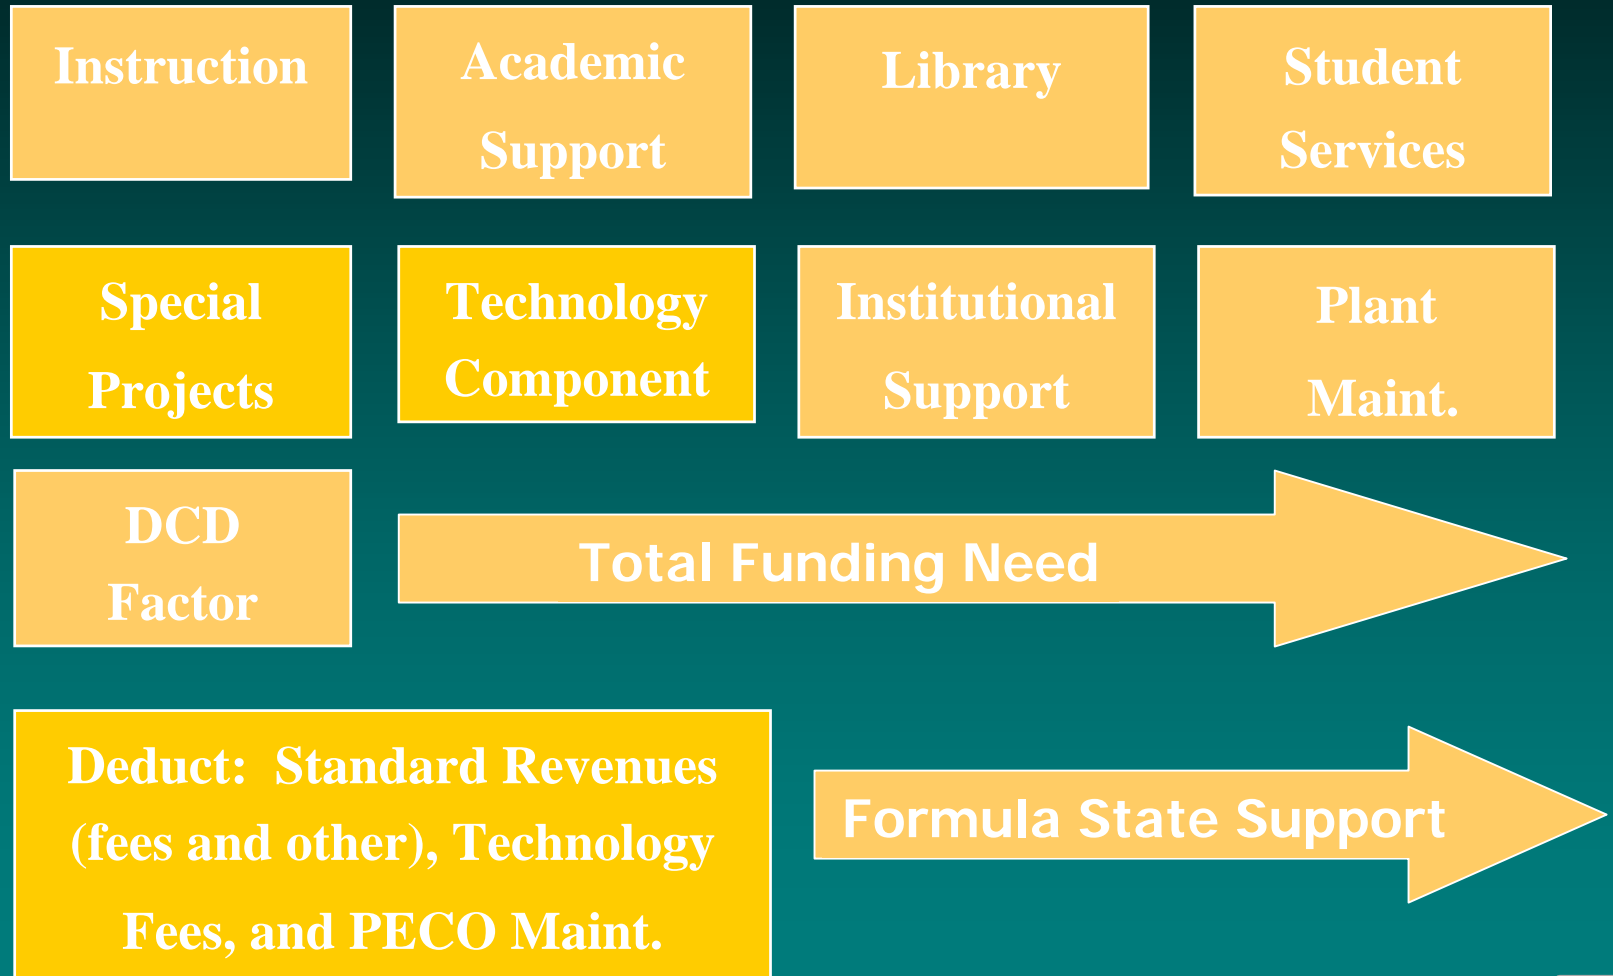 Instruction
Academic
Support
Library
Student
Services
Special
Projects
Technology
Component
Institutional
Support
Plant
Maint.
DCD
Factor
Total Funding Need
Deduct: Standard Revenues
(fees and other), Technology
Fees, and PECO Maint.
Formula State Support